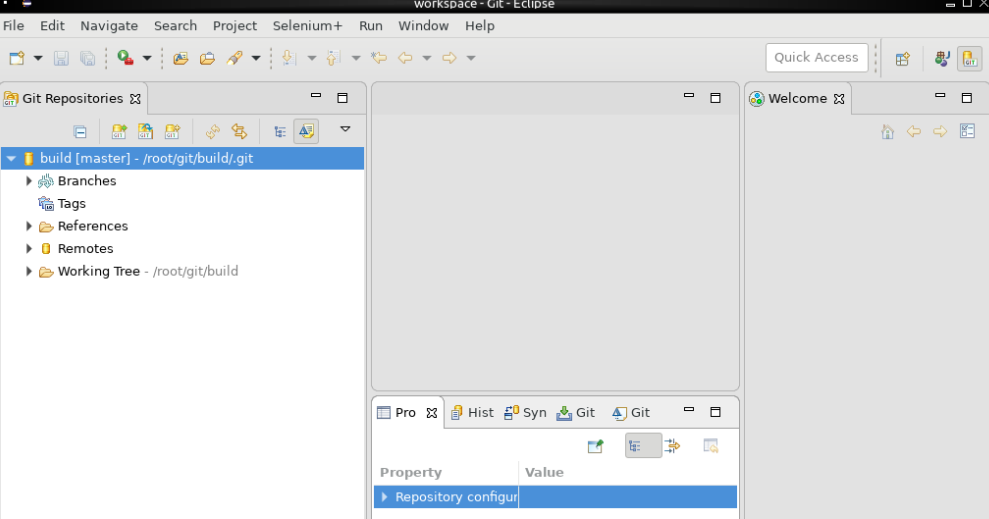 workspace - Git - Eclipse
File Edit Navigate Search Project Selenium+ Run Window Help
Quick Access
Git Repositories
Welcome
build [master] - /root/git/build/.git
Branches
Tags
References
Remotes
Working Tree - /root/git/build
Pro Hist Syn Git Git
Property Value
Repository configur